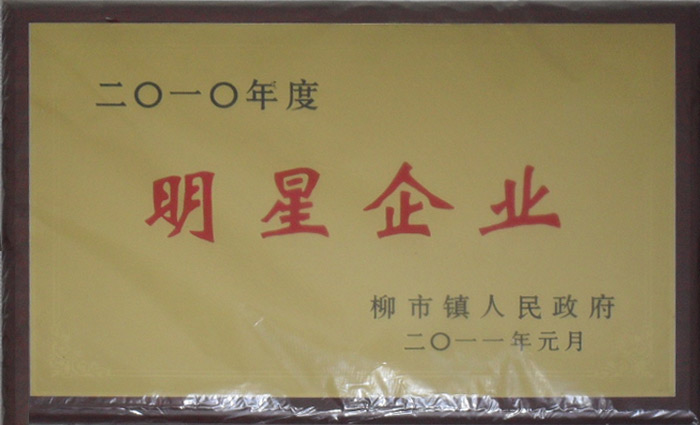 二〇一〇年度
明星企业
柳市镇人民政府
二〇一一年元月